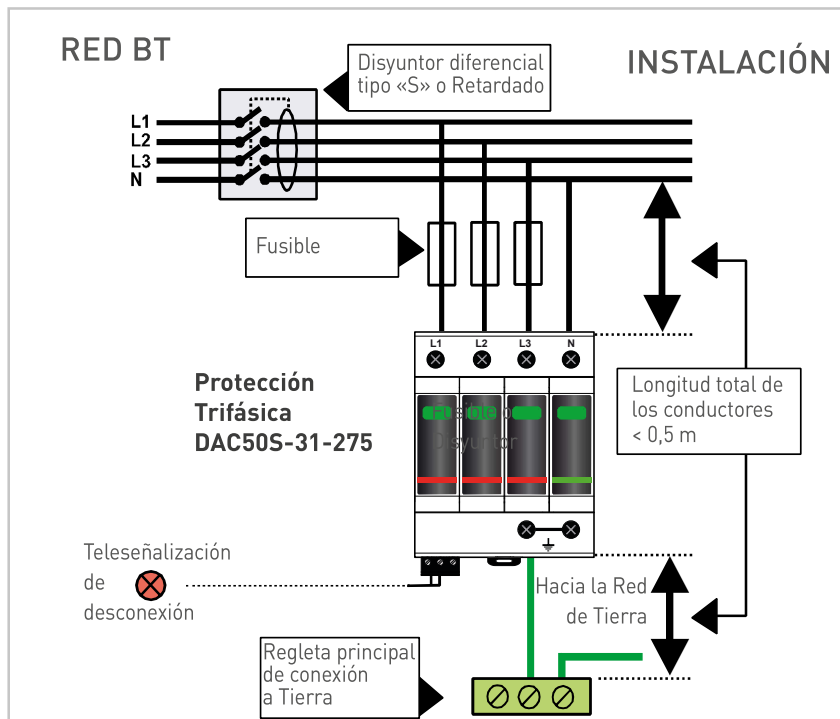 RED BT
Disyuntor diferencial
tipo «S» o Retardado
INSTALACIÓN
L1
L2
L3
N
Fusible
L1 L2 L3 N
Protección
Trifásica
DAC50S-31-275
Fusible o
Disyuntor
Longitud total de
los conductores
< 0,5 m
Teleseñalización
de
desconexión
Hacia la Red
de Tierra
Regleta principal
de conexión
a Tierra